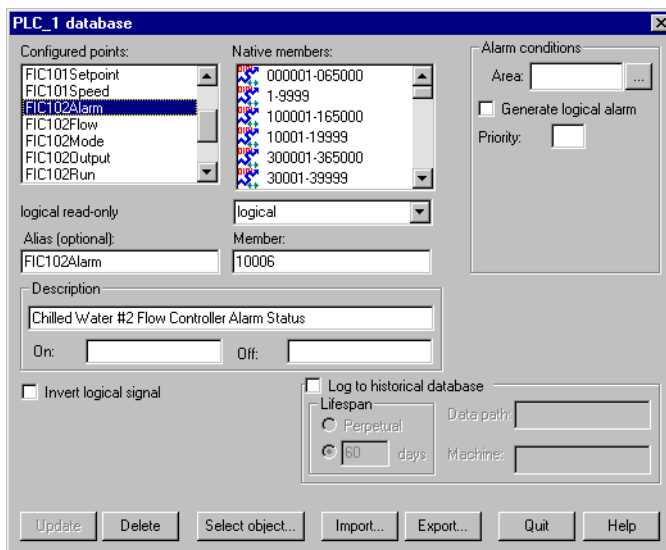 PLC_1 database
Configured points:
FIC101Setpoint
FIC101Speed
FIC102Alarm
FIC102Flow
FIC102Mode
FIC102Output
FIC102Run
Native members:
000001-065000
1-9999
100001-165000
10001-19999
300001-365000
30001-39999
Alarm conditions
Area:
...
Generate logical alarm
Priority:
logical read-only
logical
Alias (optional):
FIC102Alarm
Member:
10006
Description
Chilled Water #2 Flow Controller Alarm Status
On:
Off:
Invert logical signal
Log to historical database
Lifespan
Perpetual
60 days
Data path:
Machine:
Update
Delete
Select object...
Import...
Export...
Quit
Help